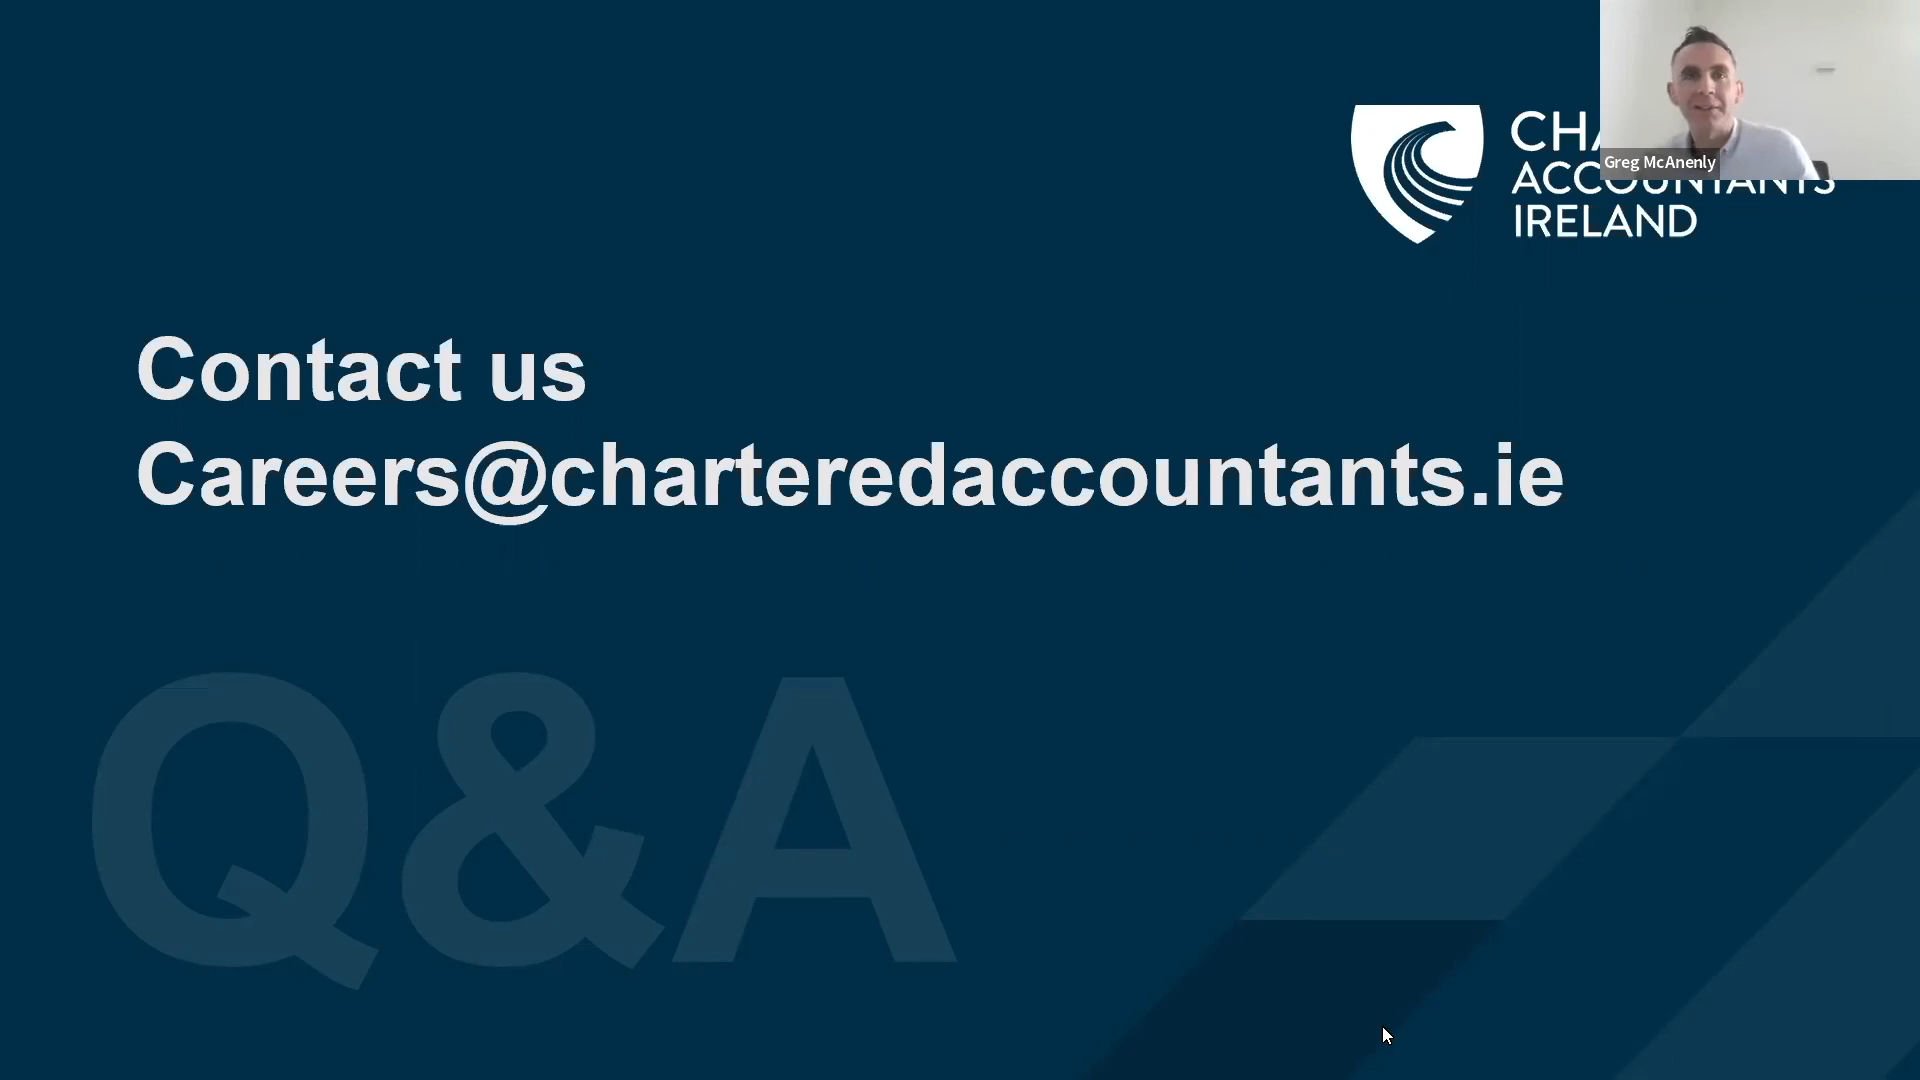 CHA
ACCOUNTANTS
IRELAND
Greg McAnenly
Contact us
Careers@charteredaccountants.ie
Q&A